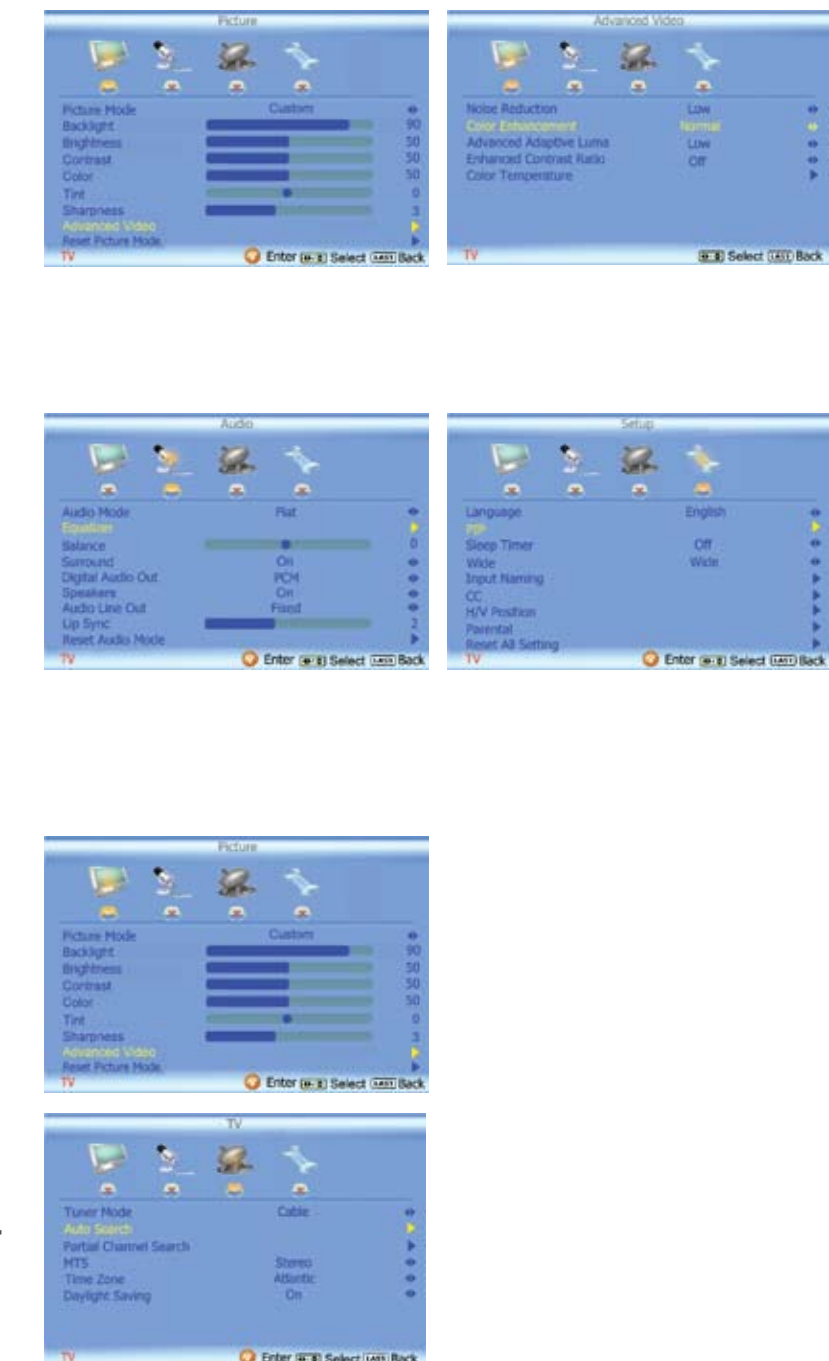 Picture
Picture Mode Custom
Backlight 90
Brightness 50
Contrast 50
Color 50
Tint 0
Sharpness 3
Advanced Video
Reset Picture Mode.
TV Enter Select LAST Back
Advanced Video
Noise Reduction Low
Color Enhancement Normal
Advanced Adaptive Luma Low
Enhanced Contrast Ratio Off
Color Temperature
TV Select LAST Back
Audio
Audio Mode Flat
Equalizer
Balance 0
Surround On
Digital Audio Out PCM
Speakers On
Audio Line Out Fixed
Lip Sync 2
Reset Audio Mode
TV Enter Select LAST Back
Setup
Language English
PIP
Sleep Timer Off
Wide Wide
Input Naming
CC
H/V Position
Parental
Reset All Setting
TV Enter Select LAST Back
Picture
Picture Mode Custom
Backlight 90
Brightness 50
Contrast 50
Color 50
Tint 0
Sharpness 3
Advanced Video
Reset Picture Mode.
TV Enter Select LAST Back
TV
Tuner Mode Cable
Auto Search
Partial Channel Search
MTS Stereo
Time Zone Atlantic
Daylight Saving On
TV Enter Select LAST Back